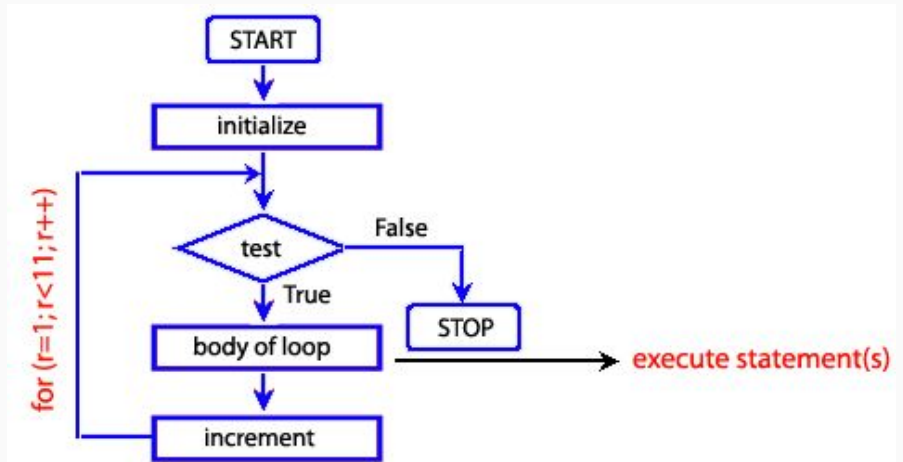 START
initialize
for (r=1; r<11; r++)
test
False
True
STOP
body of loop
execute statement(s)
increment